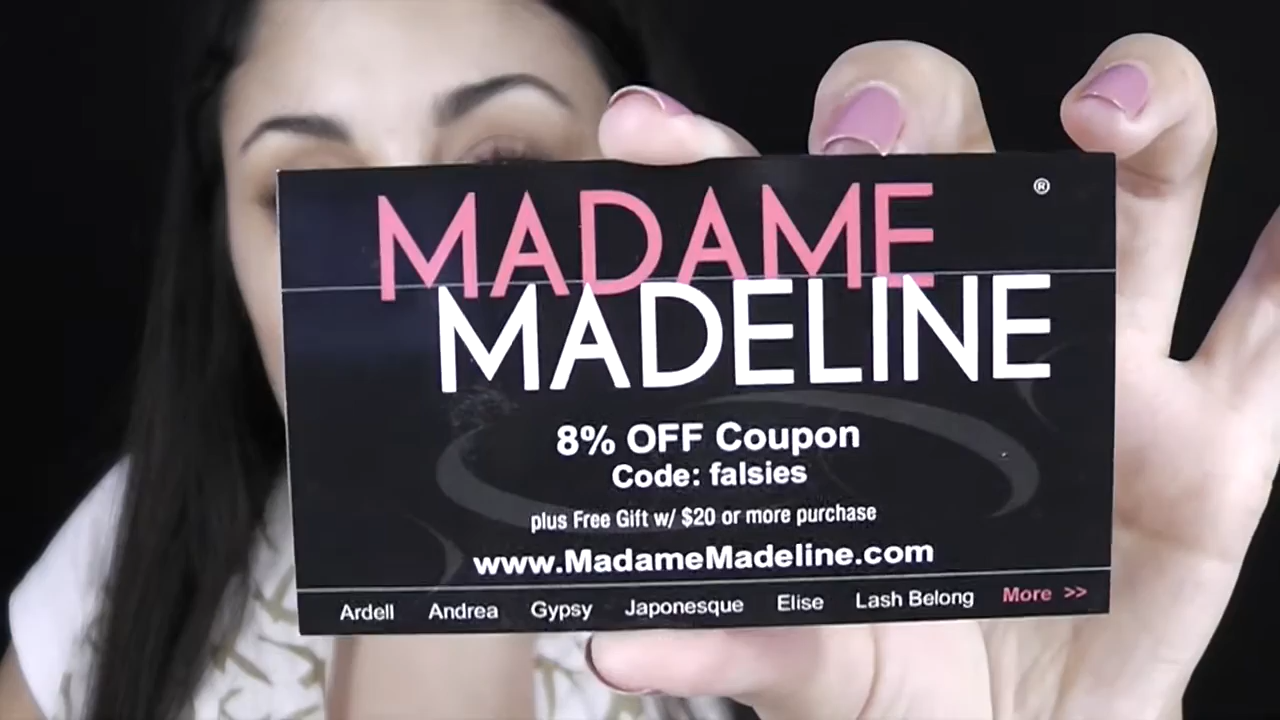 MADAME ®
MADELINE
8% OFF Coupon
Code: falsies
plus Free Gift w/ $20 or more purchase
www.MadameMadeline.com
Ardell Andrea Gypsy Japonesque Elise Lash Belong More >>